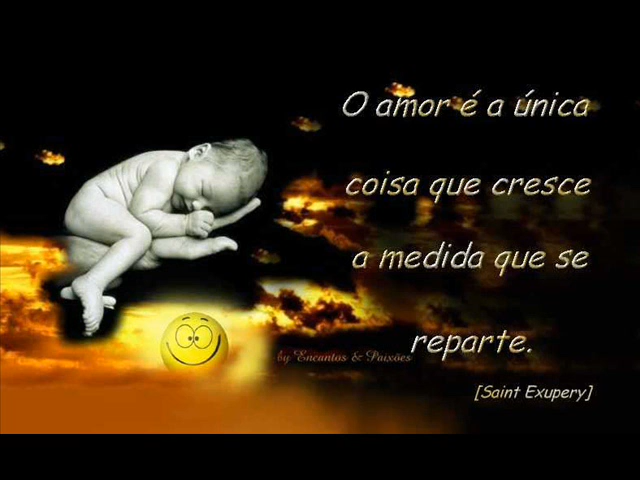 O amor é a única
coisa que cresce
a medida que se
reparte.
by Encantos & Paixões
[Saint Exupery]